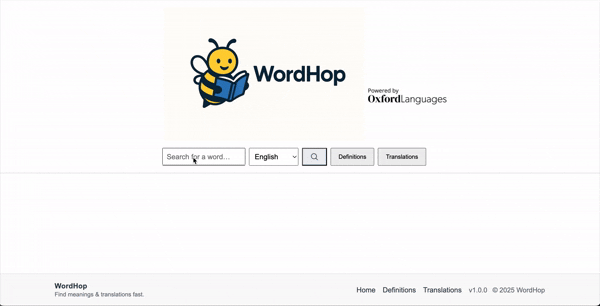 WordHop
Powered by
OxfordLanguages
Search for a word...
English
Definitions
Translations
WordHop
Find meanings & translations fast.
Home Definitions Translations v1.0.0 © 2025 WordHop